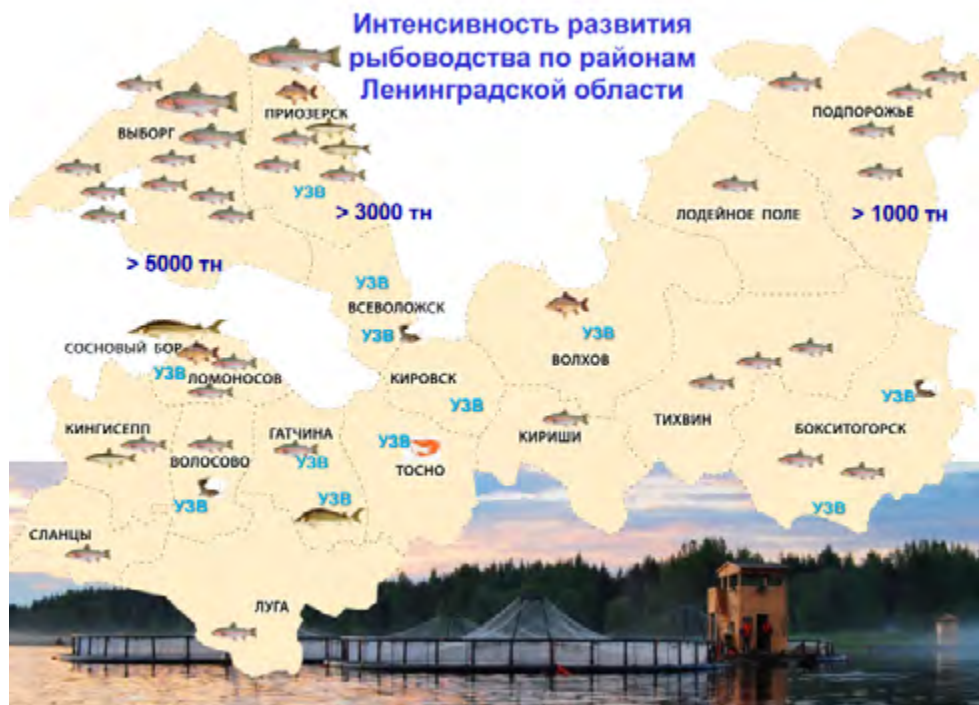 Интенсивность развития
рыбоводства по районам
Ленинградской области
ПРИОЗЕРСК
ВЫБОРГ
ПОДПОРОЖЬЕ
УЗВ
> 3000 тн
ЛОДЕЙНОЕ ПОЛЕ
> 1000 тн
> 5000 тн
УЗВ
ВСЕВОЛОЖСК
УЗВ
УЗВ
ВОЛХОВ
СОСНОВЫЙ БОР
УЗВ
ЛОМОНОСОВ
КИРОВСК
УЗВ
УЗВ
ТИХВИН
БОКСИТОГОРСК
КИНГИСЕПП
ГАТЧИНА
УЗВ
КИРИШИ
ВОЛОСОВО
УЗВ
ТОСНО
УЗВ
УЗВ
УЗВ
СЛАНЦЫ
ЛУГА